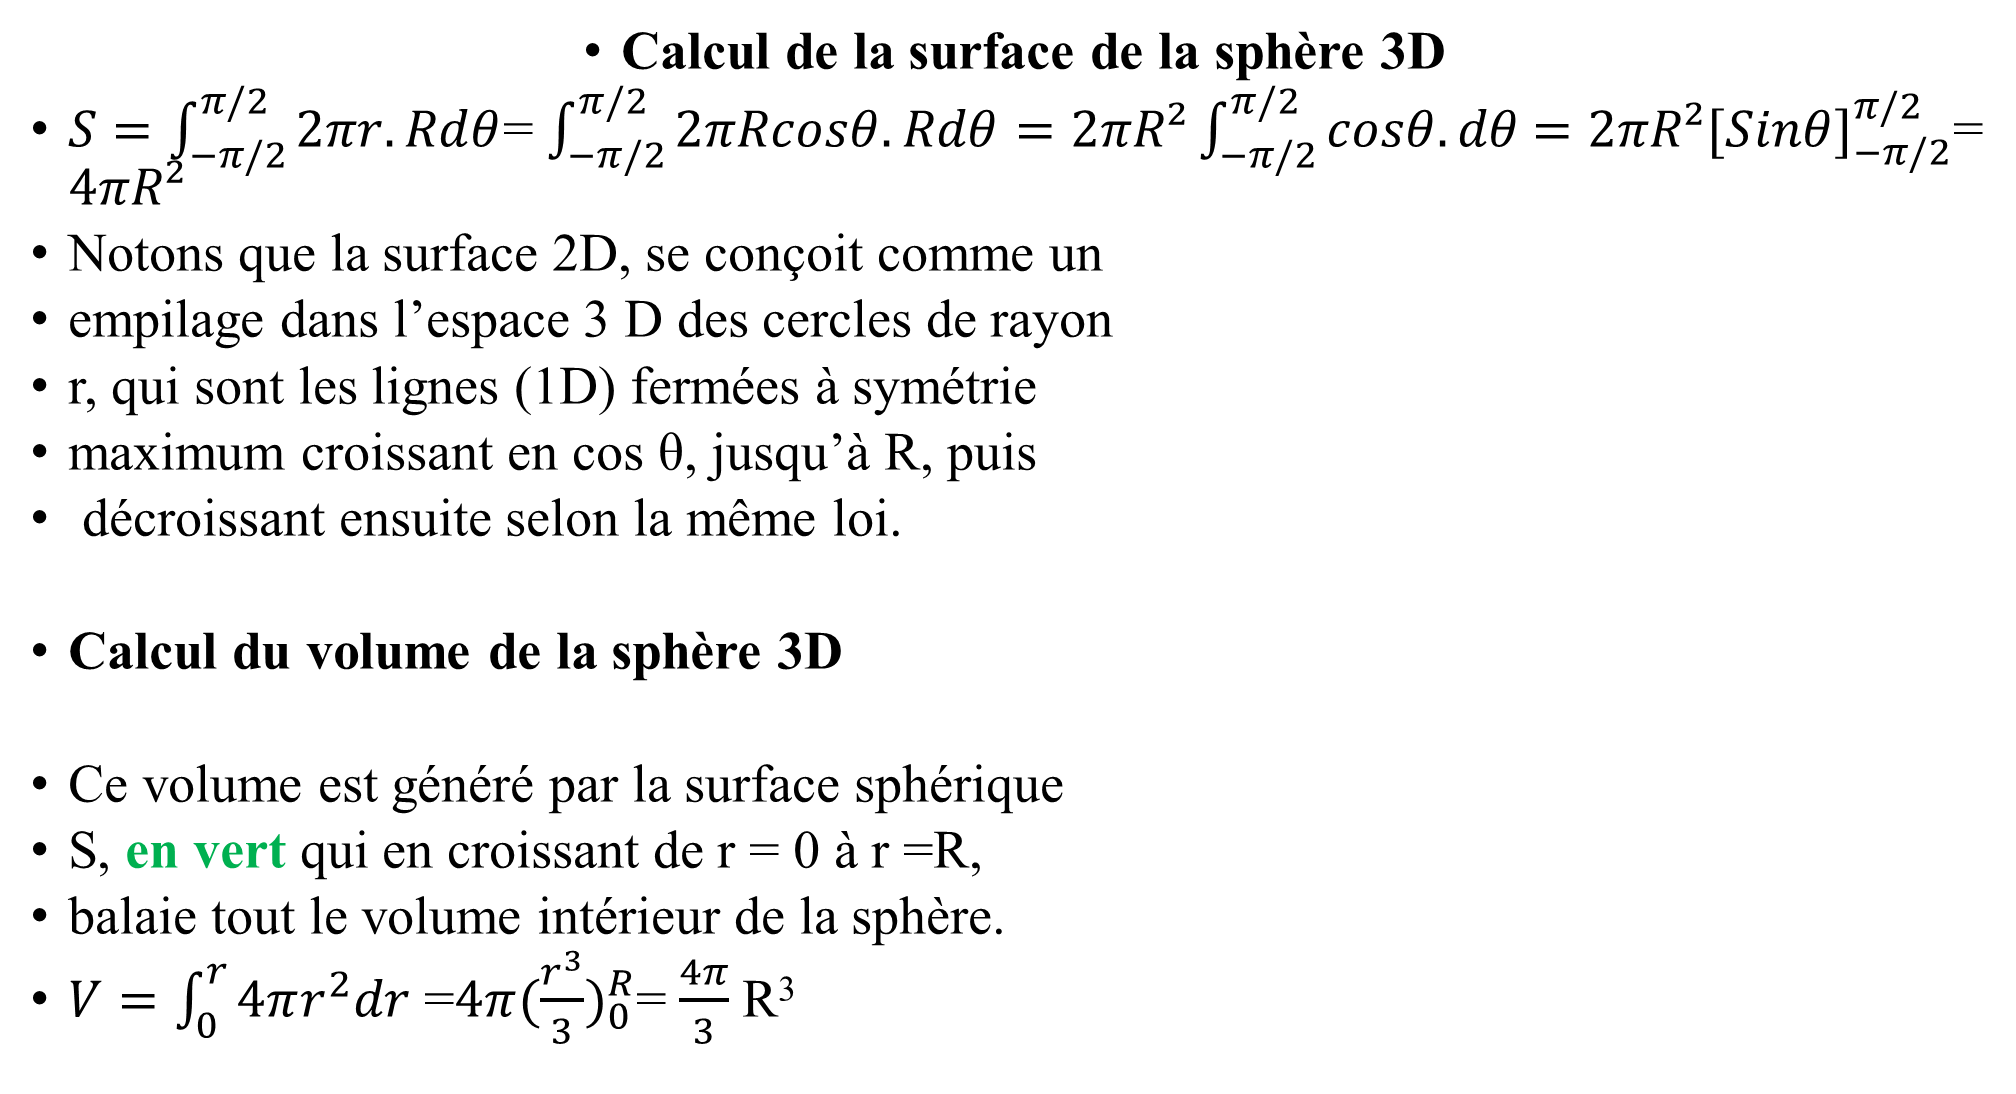 • Calcul de la surface de la sphère 3D
• S = ∫_{−π/2}^{π/2} 2πr. Rdθ= ∫_{−π/2}^{π/2} 2πRcosθ. Rdθ = 2πR² ∫_{−π/2}^{π/2} cosθ. dθ = 2πR²[Sinθ]_{−π/2}^{π/2}=
4πR²
• Notons que la surface 2D, se conçoit comme un
• empilage dans l’espace 3 D des cercles de rayon
• r, qui sont les lignes (1D) fermées à symétrie
• maximum croissant en cos θ, jusqu’à R, puis
• décroissant ensuite selon la même loi.
• Calcul du volume de la sphère 3D
• Ce volume est généré par la surface sphérique
• S, en vert qui en croissant de r = 0 à r =R,
• balaie tout le volume intérieur de la sphère.
• V = ∫_0^r 4πr²dr =4π(r³/3)_0^R= 4π/3 R³